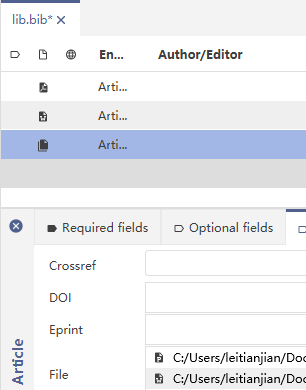 lib.bib*
En... Author/Editor
Arti...
Arti...
Arti...
Required fields Optional fields
Crossref
DOI
Eprint
File C:/Users/leitianjian/Doc
C:/Users/leitianjian/Doc
Article